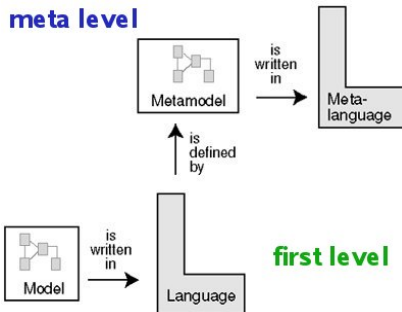 meta level
Metamodel
is
written
in
Meta-
language
is
defined
by
Model
is
written
in
Language
first level